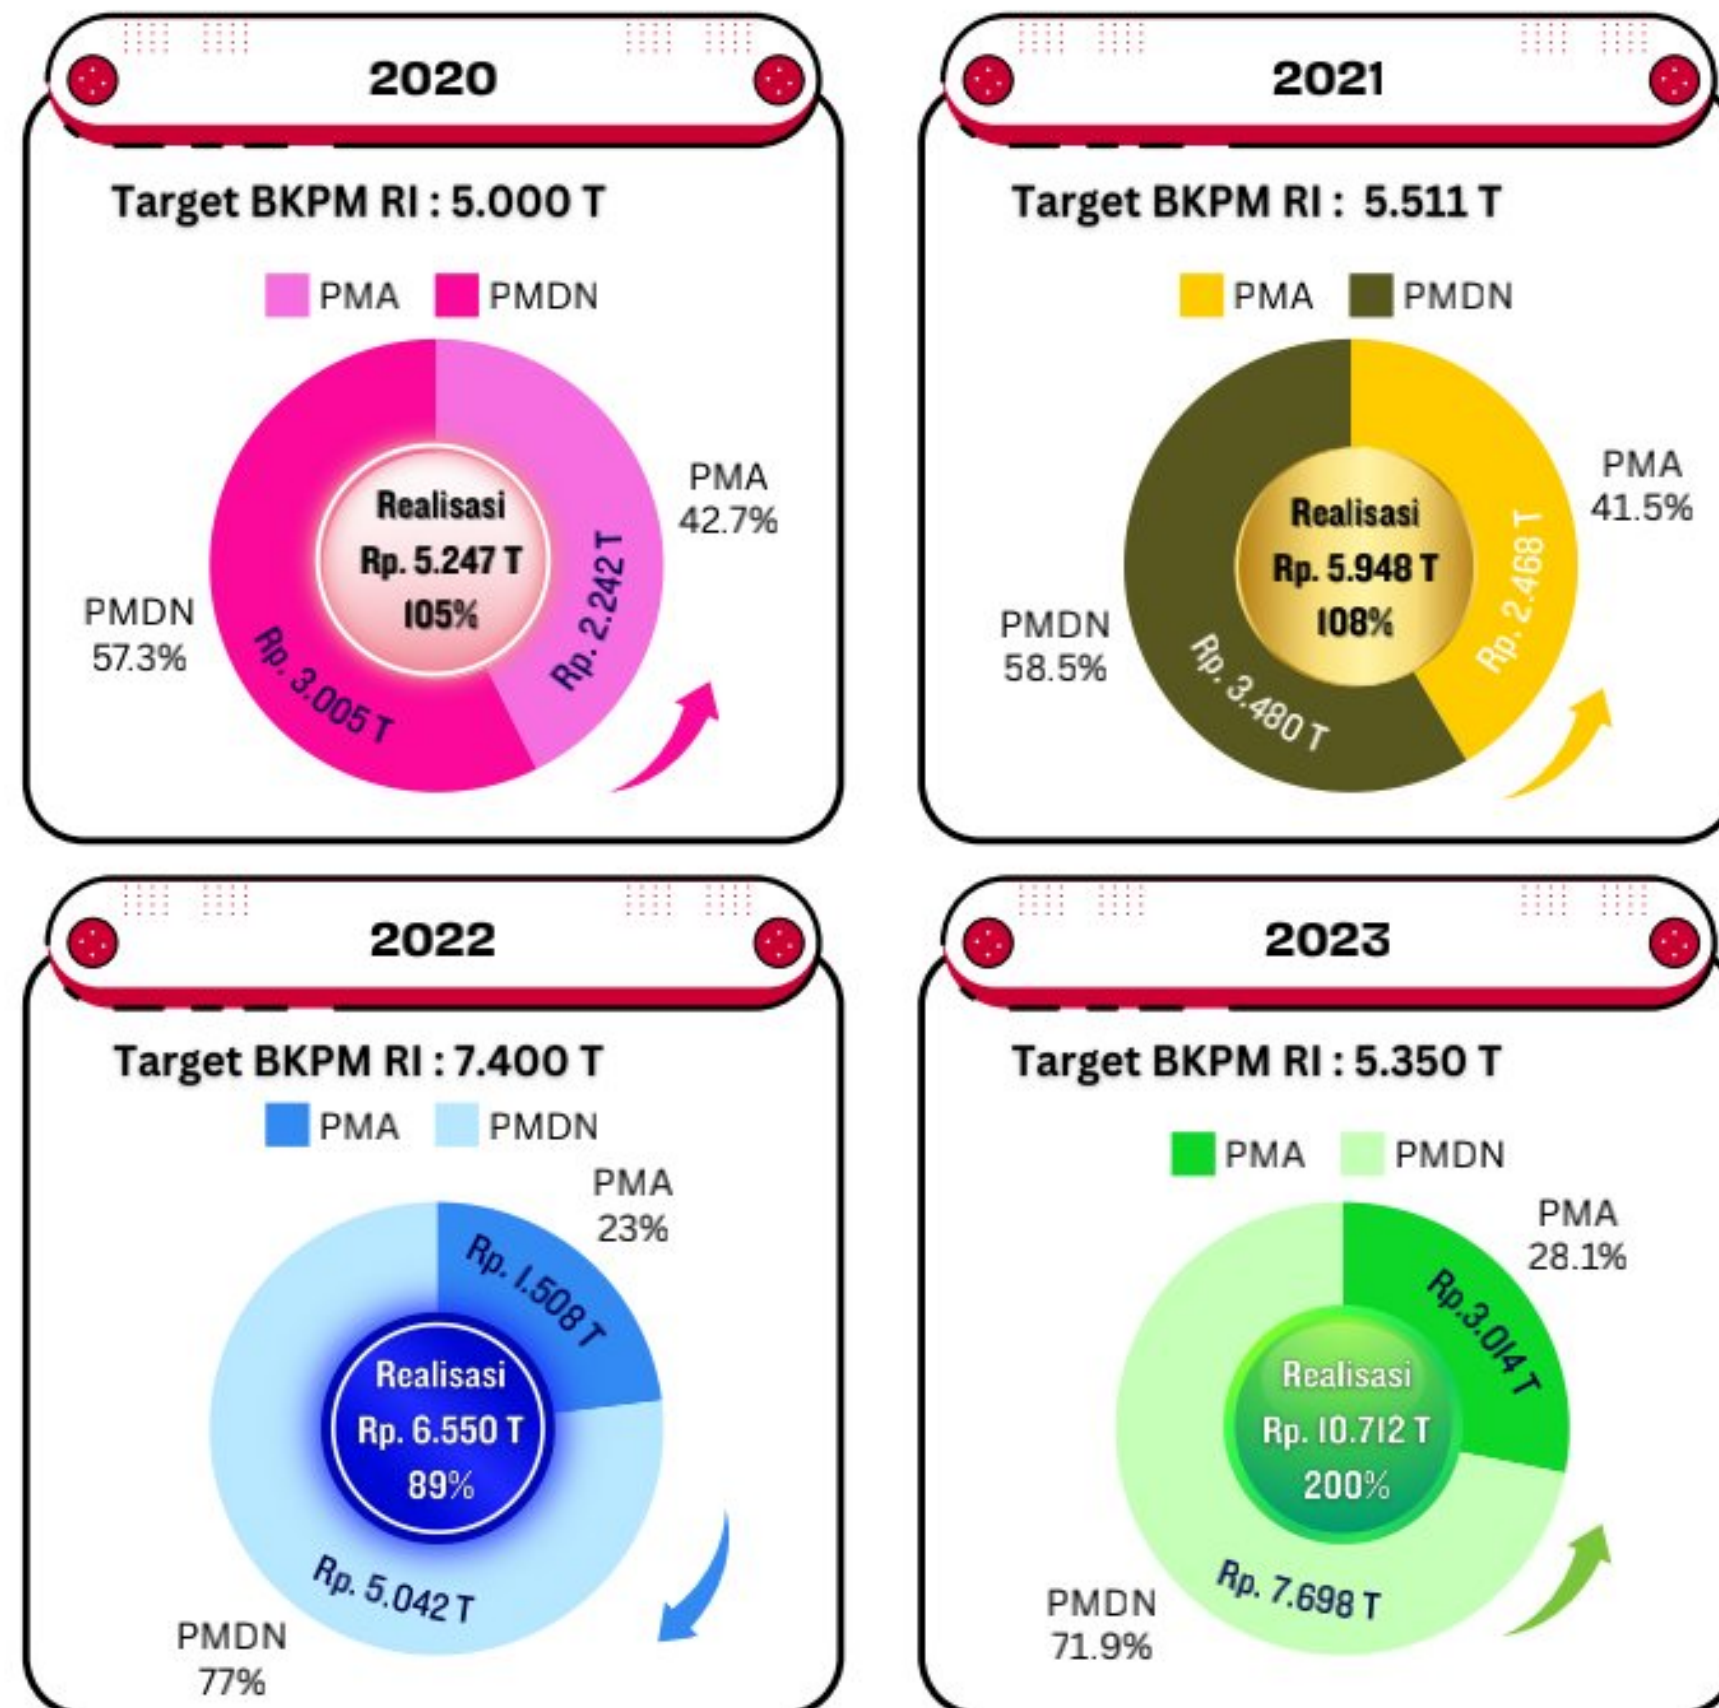 2020
Target BKPM RI : 5.000 T
PMA PMDN
PMA
42.7%
Realisasi
Rp. 5.247 T
105%
Rp. 2.242 T
PMDN
57.3%
Rp. 3.005 T
2021
Target BKPM RI : 5.511 T
PMA PMDN
PMA
41.5%
Realisasi
Rp. 5.948 T
108%
Rp. 2.468 T
PMDN
58.5%
Rp. 3.480 T
2022
Target BKPM RI : 7.400 T
PMA PMDN
PMA
23%
Rp. 1.508 T
Realisasi
Rp. 6.550 T
89%
Rp. 5.042 T
PMDN
77%
2023
Target BKPM RI : 5.350 T
PMA PMDN
PMA
28.1%
Rp.3.014 T
Realisasi
Rp. 10.712 T
200%
Rp. 7.698 T
PMDN
71.9%